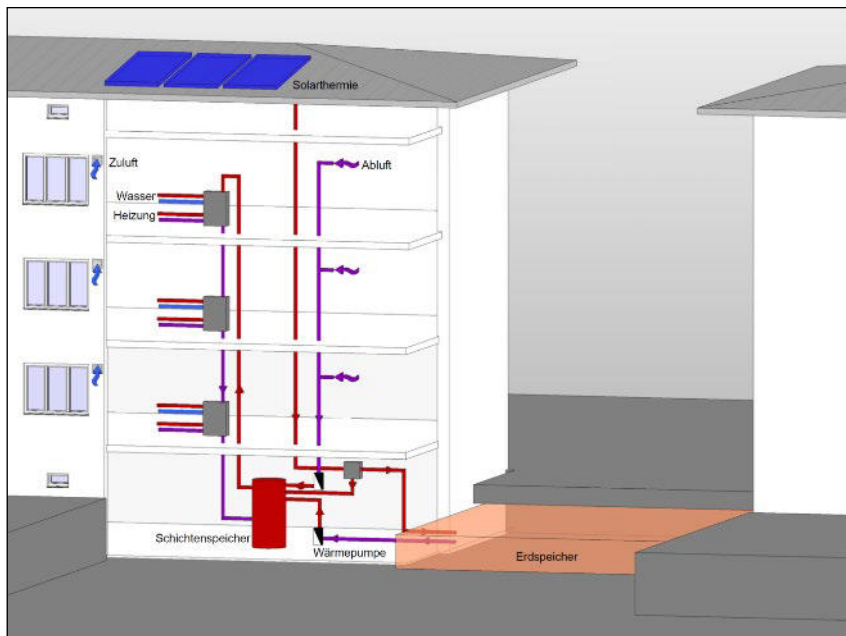 Solarthermie
Zuluft
Abluft
Wasser
Heizung
Schichtenspeicher
Wärmepumpe
Erdspeicher